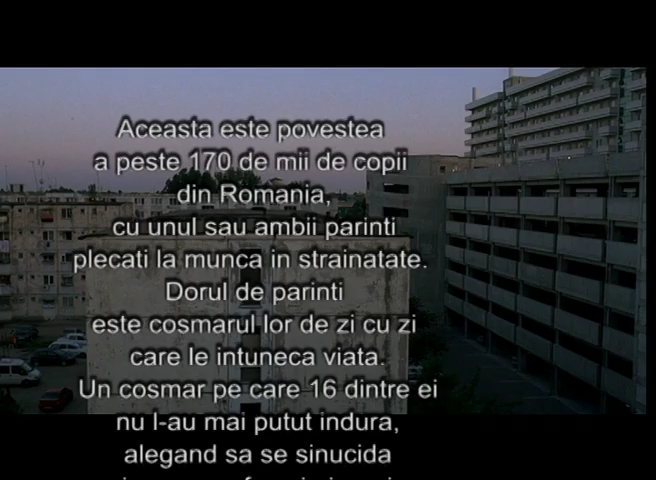 Aceasta este povestea
a peste 170 de mii de copii
din Romania,
cu unul sau ambii parinti
plecati la munca in strainatate.
Dorul de parinti
este cosmarul lor de zi cu zi
care le intuneca viata.
Un cosmar pe care 16 dintre ei
nu l-au mai putut indura,
alegand sa se sinucida